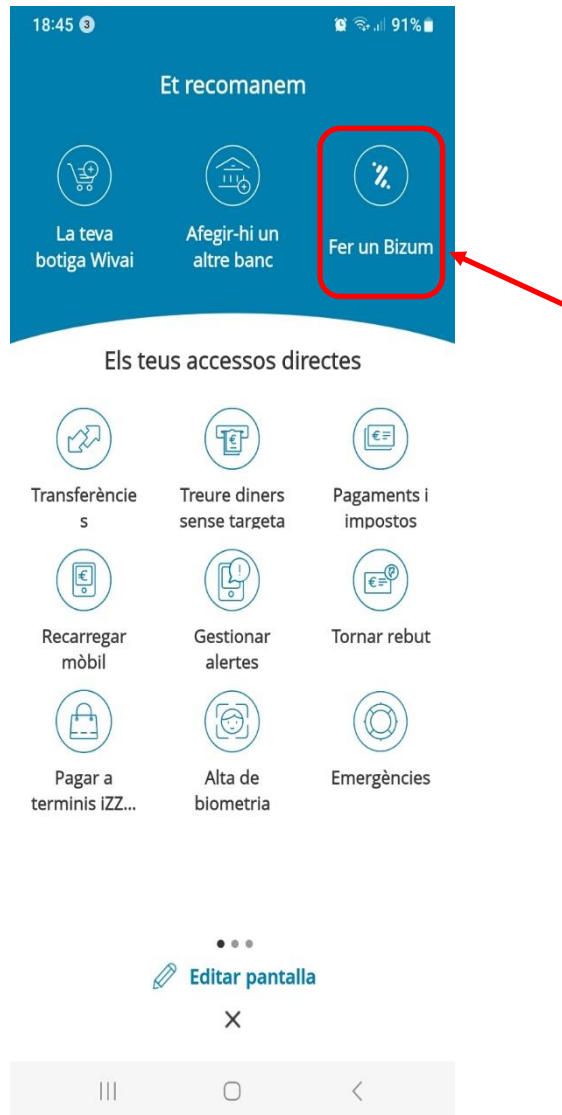 18:45 3 91%
Et recomanem
La teva
botiga Wivai
Afegir-hi un
altre banc
Fer un Bizum
Els teus accessos directes
Transferèncie
s
Treure diners
sense targeta
Pagaments i
impostos
Recarregar
mòbil
Gestionar
alertes
Tornar rebut
Pagar a
terminis iZZ...
Alta de
biometria
Emergències
Editar pantalla